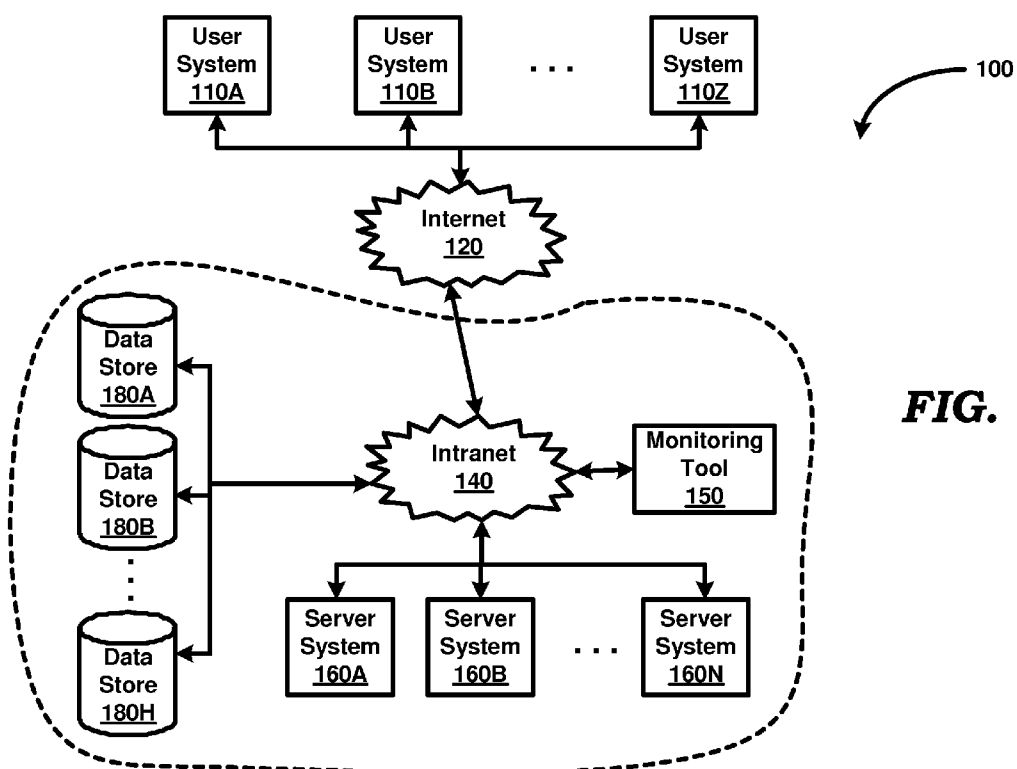 User System 110A
User System 110B
. . .
User System 110Z
100
Internet 120
Data Store 180A
Data Store 180B
Data Store 180H
Intranet 140
Monitoring Tool 150
FIG.
Server System 160A
Server System 160B
. . .
Server System 160N